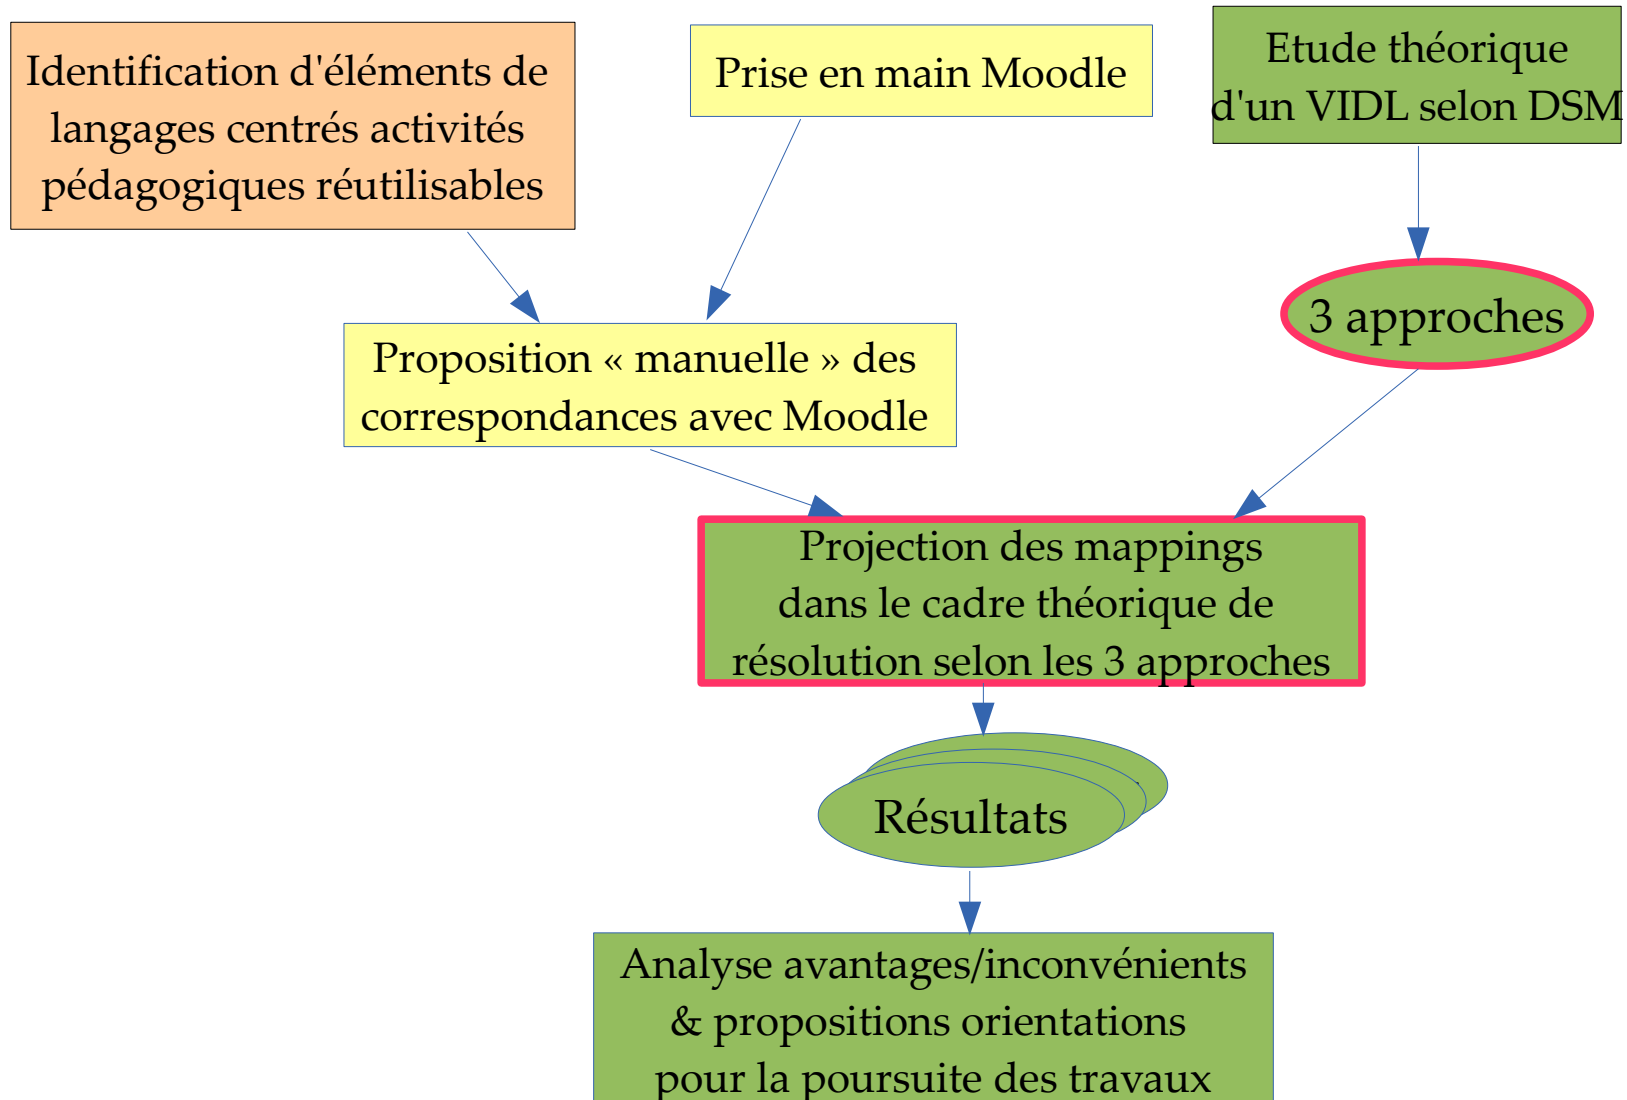 Identification d'éléments de
langages centrés activités
pédagogiques réutilisables
Prise en main Moodle
Etude théorique
d'un VIDL selon DSM
3 approches
Proposition « manuelle » des
correspondances avec Moodle
Projection des mappings
dans le cadre théorique de
résolution selon les 3 approches
Résultats
Analyse avantages/inconvénients
& propositions orientations
pour la poursuite des travaux